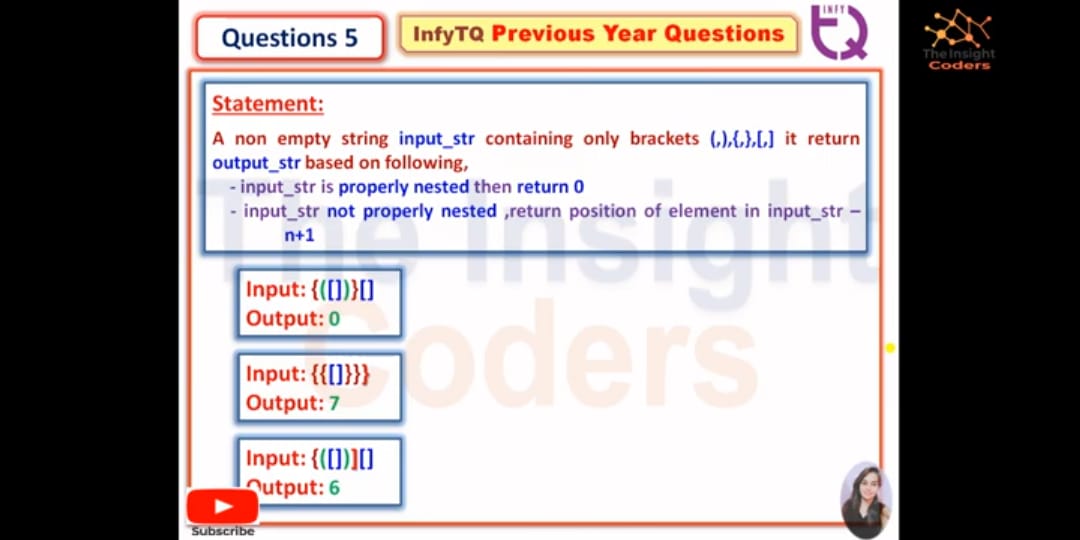 Questions 5
InfyTQ Previous Year Questions
INFY
TQ
The Insight
Coders
Statement:
A non empty string input_str containing only brackets (,),{,},[,] it return
output_str based on following,
- input_str is properly nested then return 0
- input_str not properly nested ,return position of element in input_str –
n+1
The Insight
Coders
Input: {([])}[]
Output: 0
Input: {{[]}}}
Output: 7
Input: {([])][]
Output: 6
Subscribe